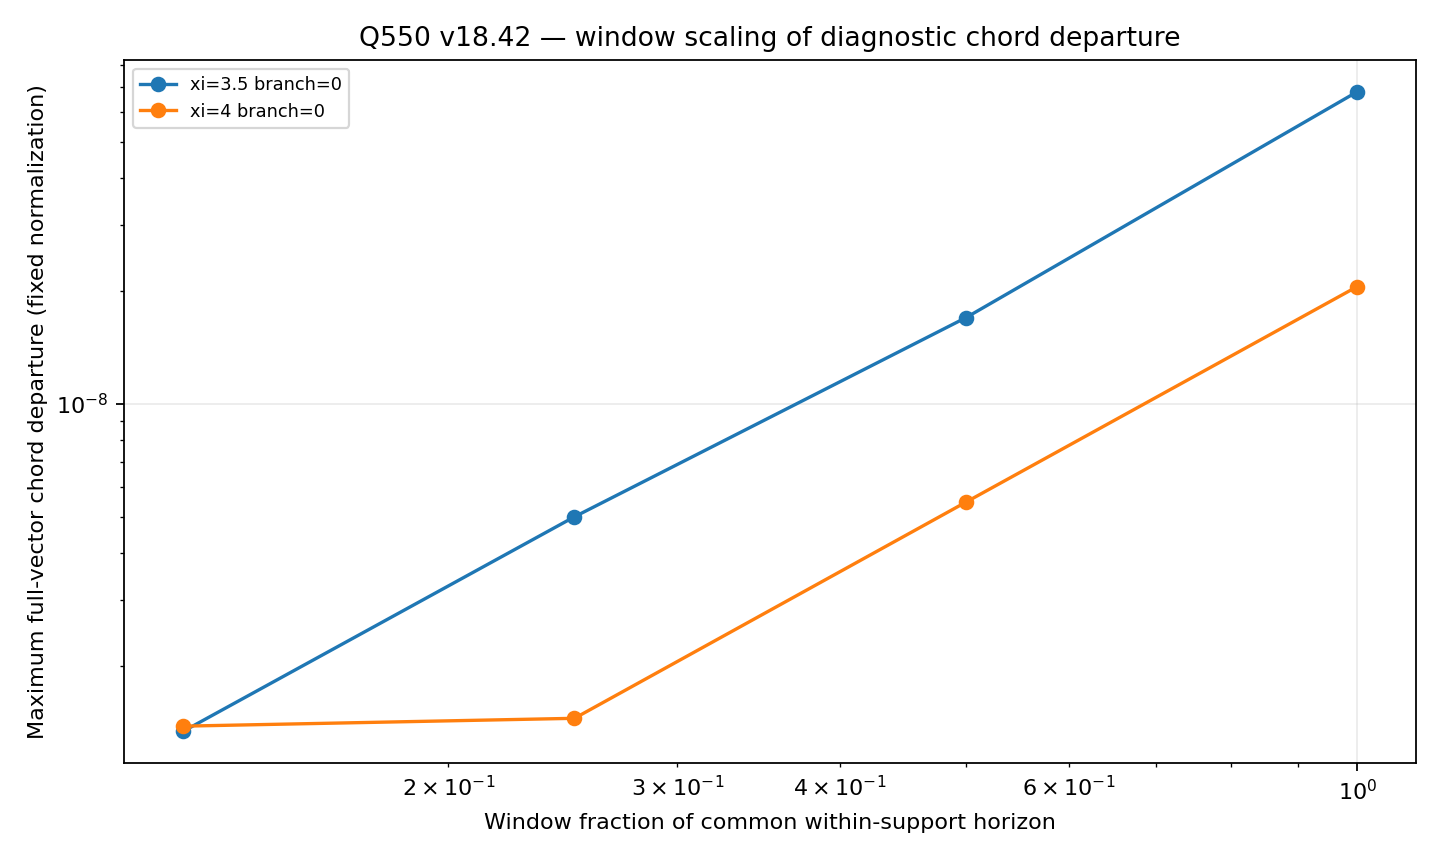 Q550 v18.42 — window scaling of diagnostic chord departure
xi=3.5 branch=0
xi=4 branch=0
Maximum full-vector chord departure (fixed normalization)
10⁻⁸
2 × 10⁻¹
3 × 10⁻¹
4 × 10⁻¹
6 × 10⁻¹
10⁰
Window fraction of common within-support horizon